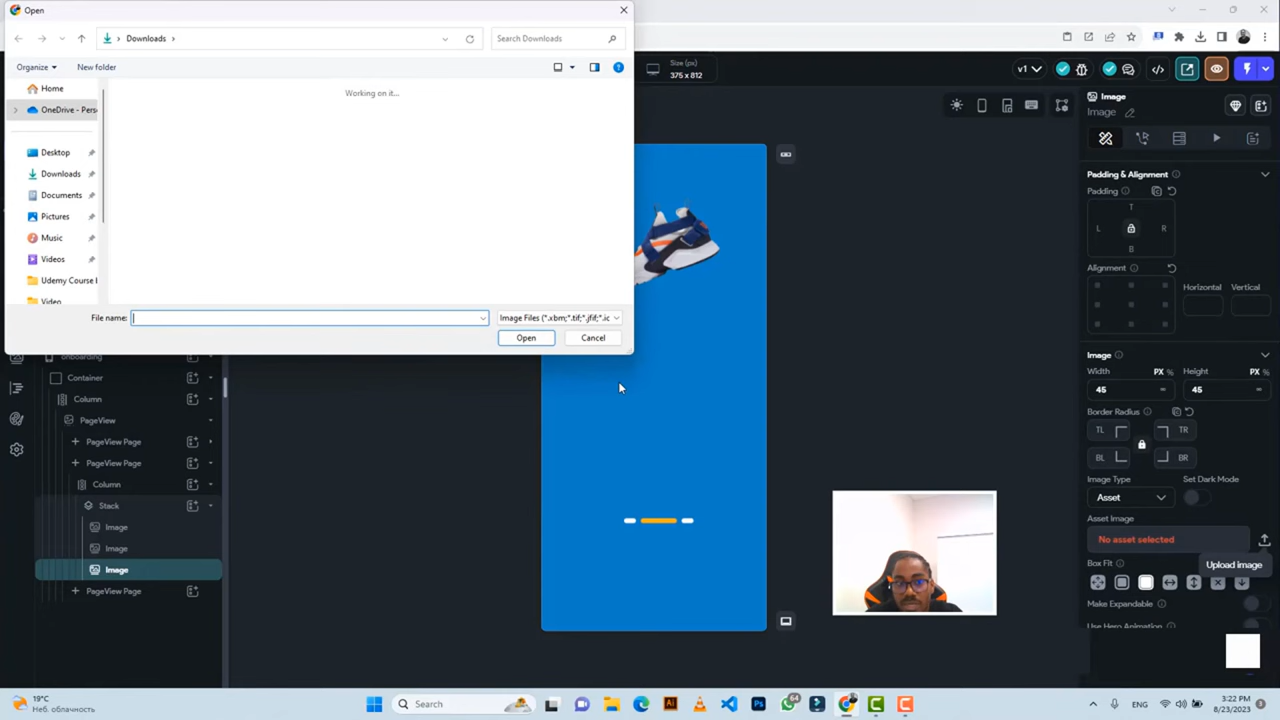 Open
Downloads
Search Downloads
Organize
New folder
Home
OneDrive - Pers
Desktop
Downloads
Documents
Pictures
Music
Videos
Udemy Course
Video
Working on it...
File name:
Image Files (*.xbm;*.tif;*.jfif;*.ic
Open
Cancel
Size (px)
375 x 812
v1
onboarding
Container
Column
PageView
PageView Page
PageView Page
Column
Stack
Image
Image
Image
PageView Page
Image
Image
Padding & Alignment
Padding
T
L
R
B
Alignment
Horizontal
Vertical
Image
Width
PX
%
Height
PX
%
45
45
Border Radius
TL
TR
BL
BR
Image Type
Set Dark Mode
Asset
Asset Image
No asset selected
Upload image
Box Fit
Make Expandable
Use Hero Animation
19°C
Неб. облачность
Search
64
ENG
3:22 PM
8/23/2023